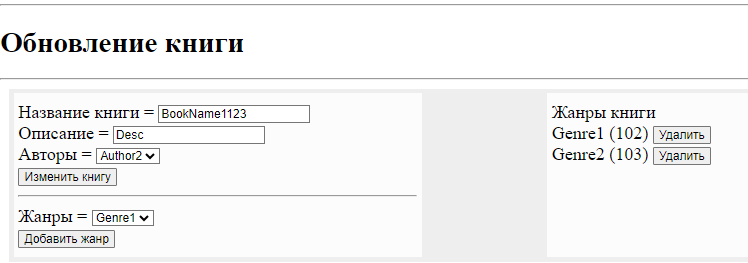 Обновление книги
Название книги = BookName1123
Описание = Desc
Авторы = Author2
Изменить книгу
Жанры = Genre1
Добавить жанр
Жанры книги
Genre1 (102) Удалить
Genre2 (103) Удалить